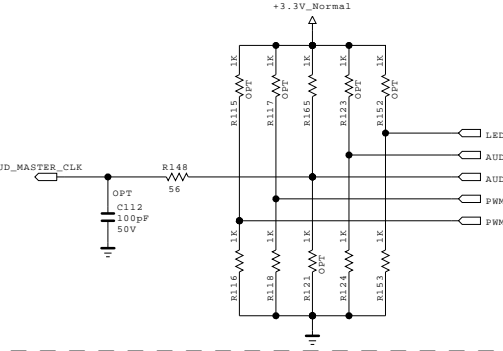 +3.3V_Normal
1K 1K 1K 1K 1K
OPT OPT OPT OPT
R115 R117 R165 R123 R152
LED
AUD
UD_MASTER_CLK R148 AUD
56
OPT PWM
C112
100pF PWM
50V
1K 1K 1K 1K 1K
OPT
R116 R118 R121 R124 R153